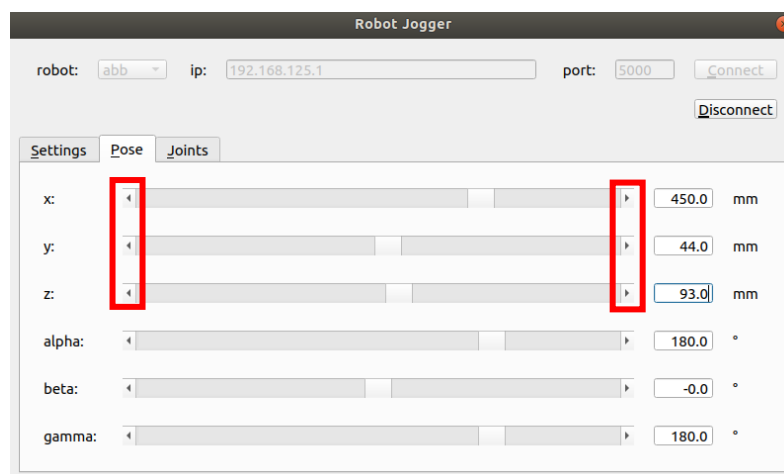 Robot Jogger
robot: abb ip: 192.168.125.1 port: 5000 Connect
Disconnect
Settings Pose Joints
x: 450.0 mm
y: 44.0 mm
z: 93.0 mm
alpha: 180.0 °
beta: -0.0 °
gamma: 180.0 °